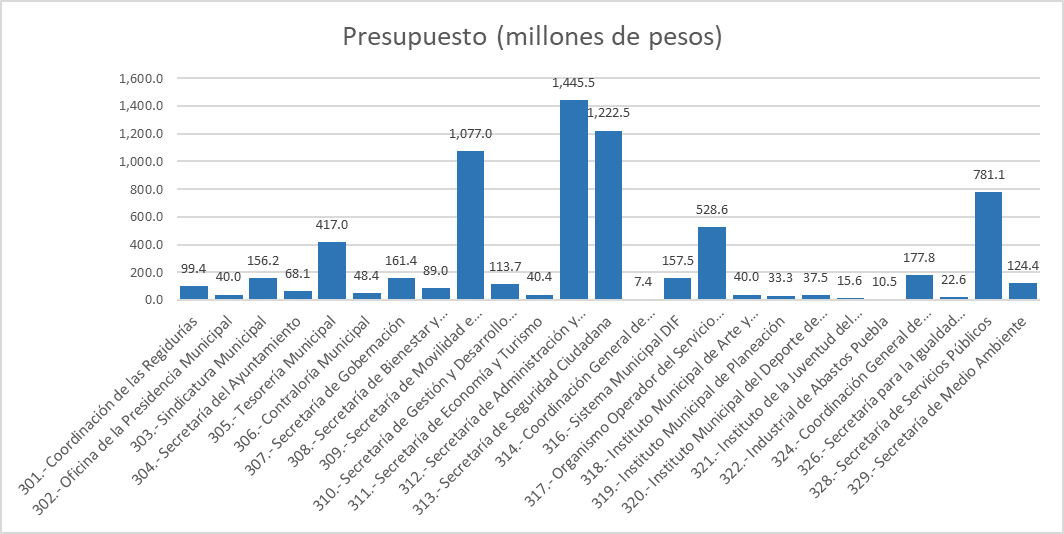 Presupuesto (millones de pesos)
1,600.0
1,400.0
1,200.0
1,000.0
800.0
600.0
400.0
200.0
0.0
99.4
40.0
156.2
68.1
417.0
48.4
161.4
89.0
1,077.0
113.7
40.4
1,445.5
1,222.5
7.4
157.5
528.6
40.0
33.3
37.5
15.6
10.5
177.8
22.6
781.1
124.4
301.- Coordinación de las Regidurías
302.- Oficina de la Presidencia Municipal
303.- Sindicatura Municipal
304.- Secretaría del Ayuntamiento
305.- Tesorería Municipal
306.- Contraloría Municipal
307.- Secretaría de Gobernación
308.- Secretaría de Bienestar y…
309.- Secretaría de Movilidad e…
310.- Secretaría de Gestión y Desarrollo…
311.- Secretaría de Economía y Turismo
312.- Secretaría de Administración y…
313.- Secretaría de Seguridad Ciudadana
314.- Coordinación General de…
316.- Sistema Municipal DIF
317.- Organismo Operador del Servicio…
318.- Instituto Municipal de Arte y…
319.- Instituto Municipal de Planeación
320.- Instituto Municipal del Deporte de…
321.- Instituto de la Juventud del…
322.- Industrial de Abastos Puebla
324.- Coordinación General de…
326.- Secretaría para la Igualdad…
328.- Secretaría de Servicios Públicos
329.- Secretaría de Medio Ambiente